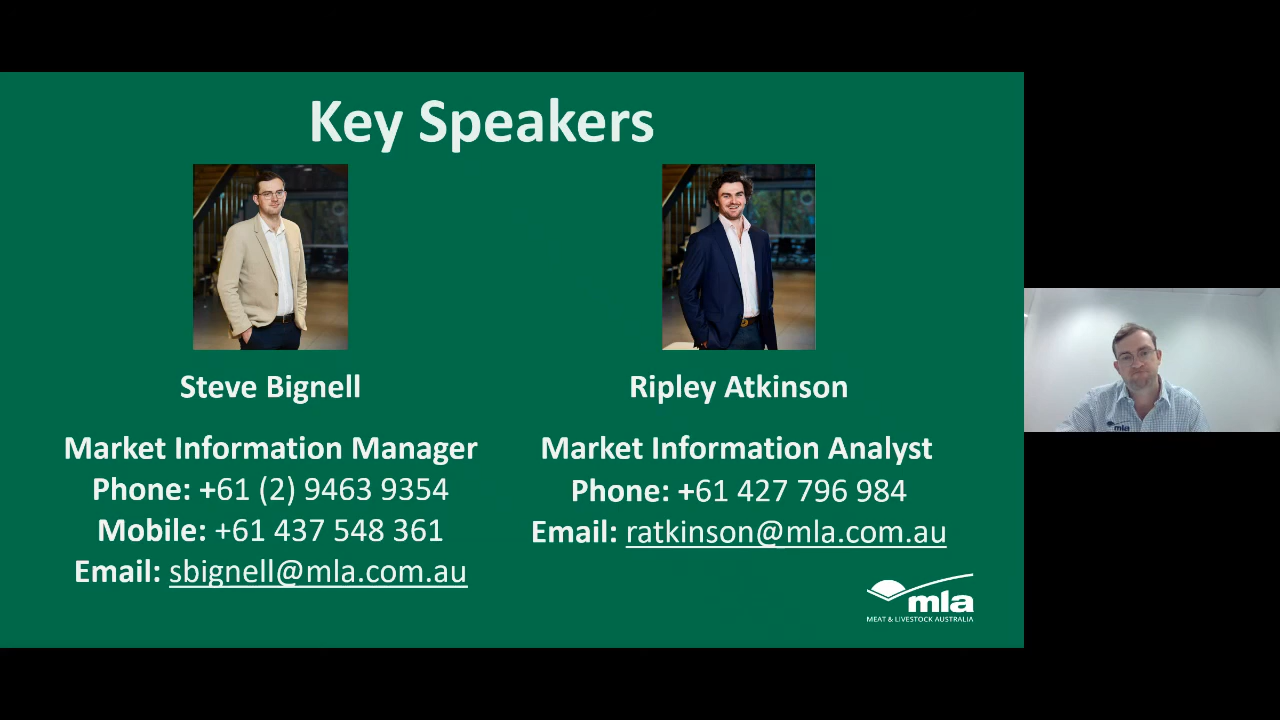 Key Speakers
Steve Bignell
Market Information Manager
Phone: +61 (2) 9463 9354
Mobile: +61 437 548 361
Email: sbignell@mla.com.au
Ripley Atkinson
Market Information Analyst
Phone: +61 427 796 984
Email: ratkinson@mla.com.au
mla
MEAT & LIVESTOCK AUSTRALIA
mla